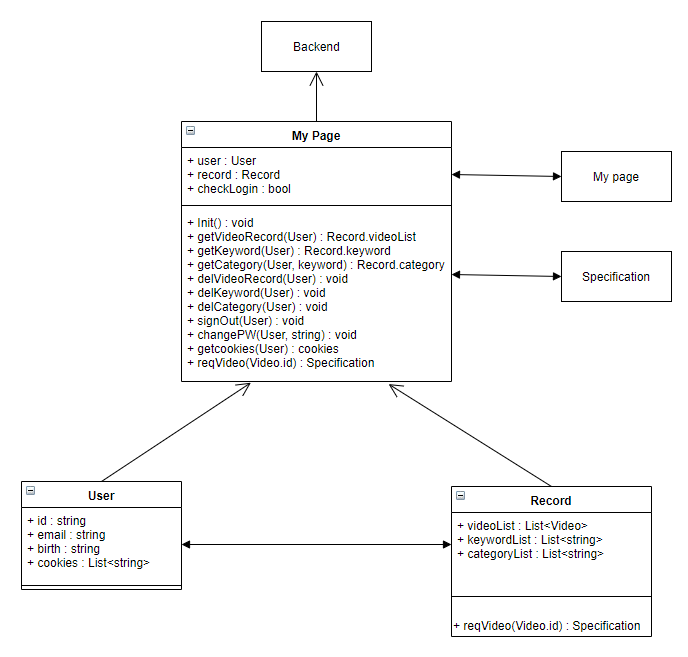 Backend
My Page
+ user : User
+ record : Record
+ checkLogin : bool
+ Init() : void
+ getVideoRecord(User) : Record.videoList
+ getKeyword(User) : Record.keyword
+ getCategory(User, keyword) : Record.category
+ delVideoRecord(User) : void
+ delKeyword(User) : void
+ delCategory(User) : void
+ signOut(User) : void
+ changePW(User, string) : void
+ getcookies(User) : cookies
+ reqVideo(Video.id) : Specification
My page
Specification
User
+ id : string
+ email : string
+ birth : string
+ cookies : List<string>
Record
+ videoList : List<Video>
+ keywordList : List<string>
+ categoryList : List<string>
+ reqVideo(Video.id) : Specification